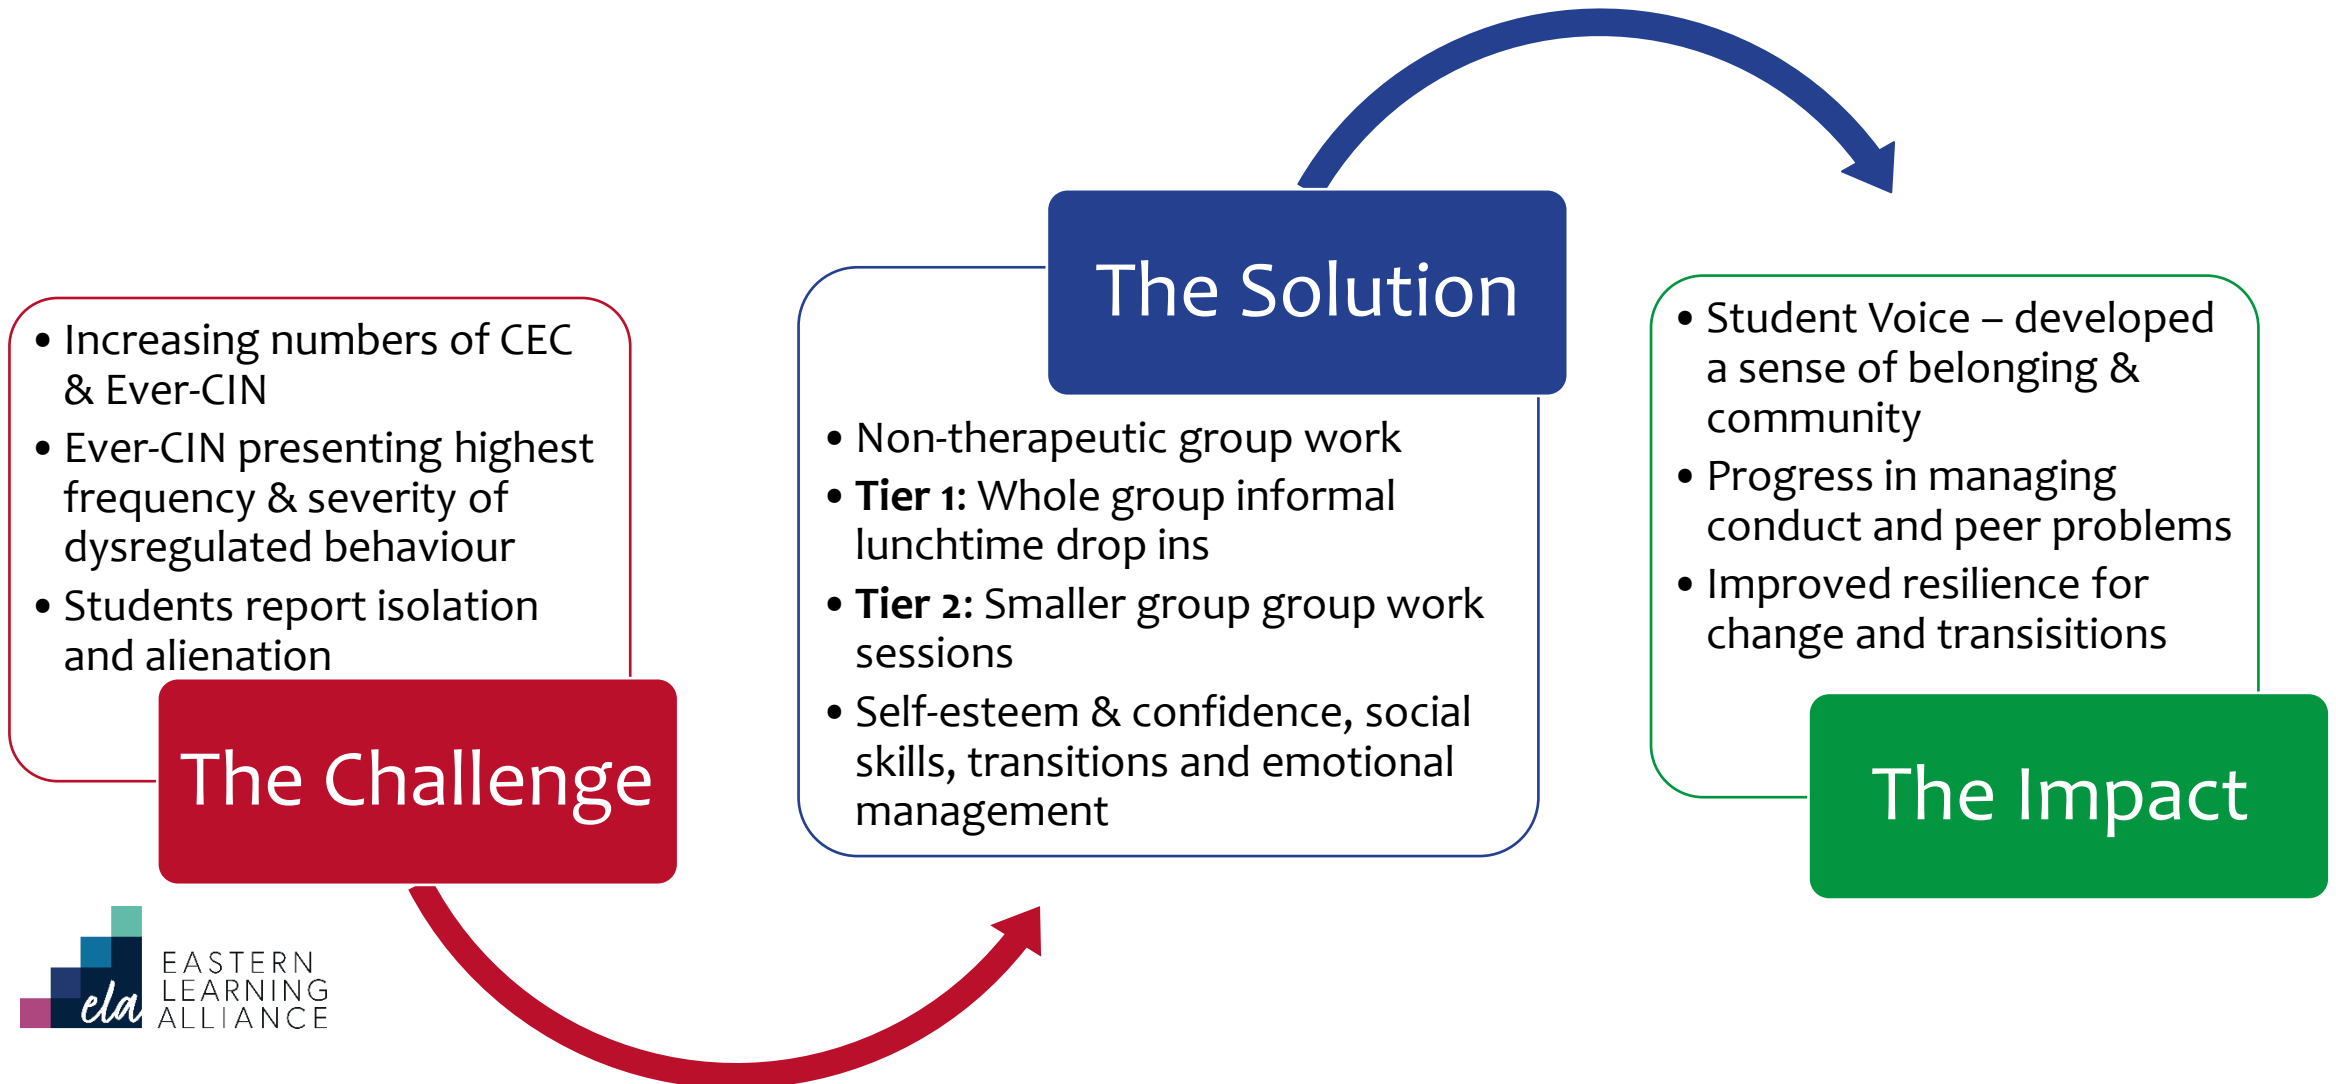 • Increasing numbers of CEC
& Ever-CIN
• Ever-CIN presenting highest
frequency & severity of
dysregulated behaviour
• Students report isolation
and alienation
The Challenge
The Solution
• Non-therapeutic group work
• Tier 1: Whole group informal
lunchtime drop ins
• Tier 2: Smaller group group work
sessions
• Self-esteem & confidence, social
skills, transitions and emotional
management
• Student Voice – developed
a sense of belonging &
community
• Progress in managing
conduct and peer problems
• Improved resilience for
change and transisitions
The Impact
ela
EASTERN
LEARNING
ALLIANCE